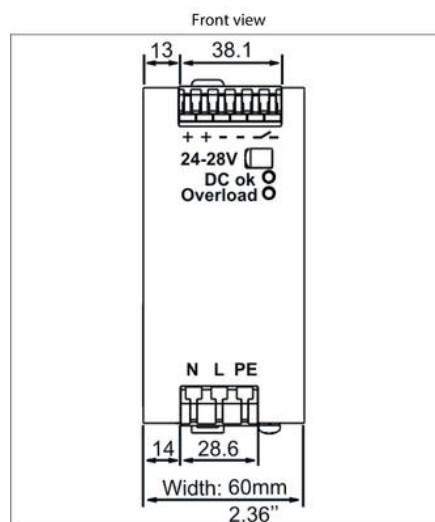 Front view
13 38.1
+ + - -
24-28V
DC ok
Overload
N L PE
14 28.6
Width: 60mm
2.36"